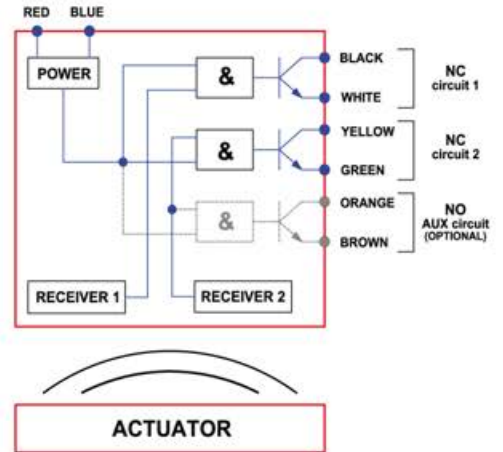 RED BLUE
POWER
&
BLACK
WHITE
NC
circuit 1
&
YELLOW
GREEN
NC
circuit 2
&
ORANGE
BROWN
NO
AUX circuit
(OPTIONAL)
RECEIVER 1
RECEIVER 2
ACTUATOR